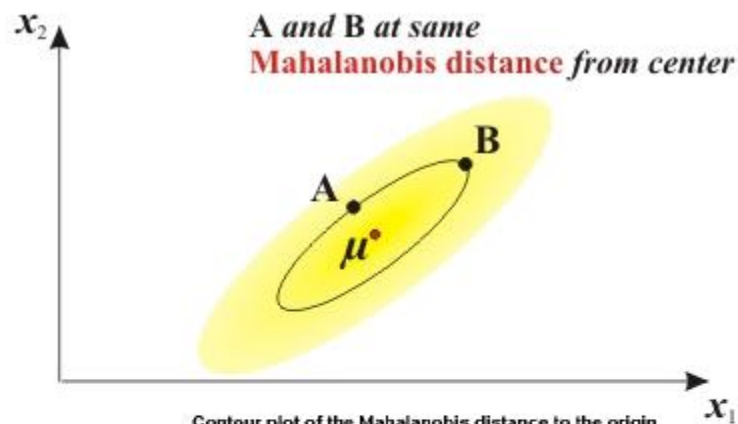 x₂
A and B at same
Mahalanobis distance from center
B
A
μ
x₁
Contour plot of the Mahalanobis distance to the origin